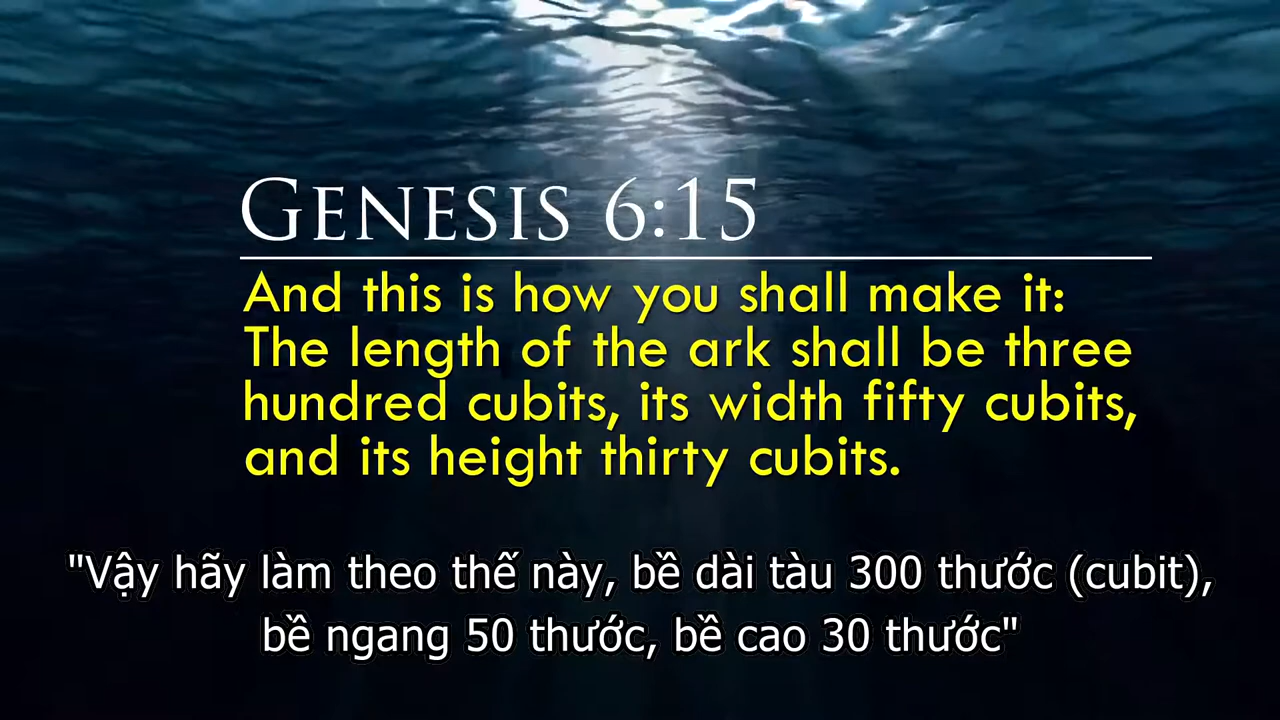 GENESIS 6:15
And this is how you shall make it:
The length of the ark shall be three
hundred cubits, its width fifty cubits,
and its height thirty cubits.
"Vậy hãy làm theo thế này, bề dài tàu 300 thước (cubit),
bề ngang 50 thước, bề cao 30 thước"